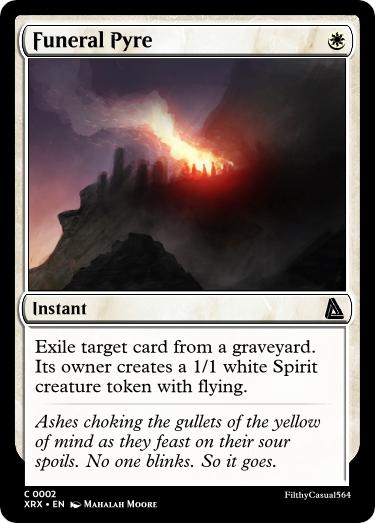 Funeral Pyre
Instant
Exile target card from a graveyard.
Its owner creates a 1/1 white Spirit
creature token with flying.
Ashes choking the gullets of the yellow
of mind as they feast on their sour
spoils. No one blinks. So it goes.
C 0002
XRX • EN Mahalah Moore
FilthyCasual564